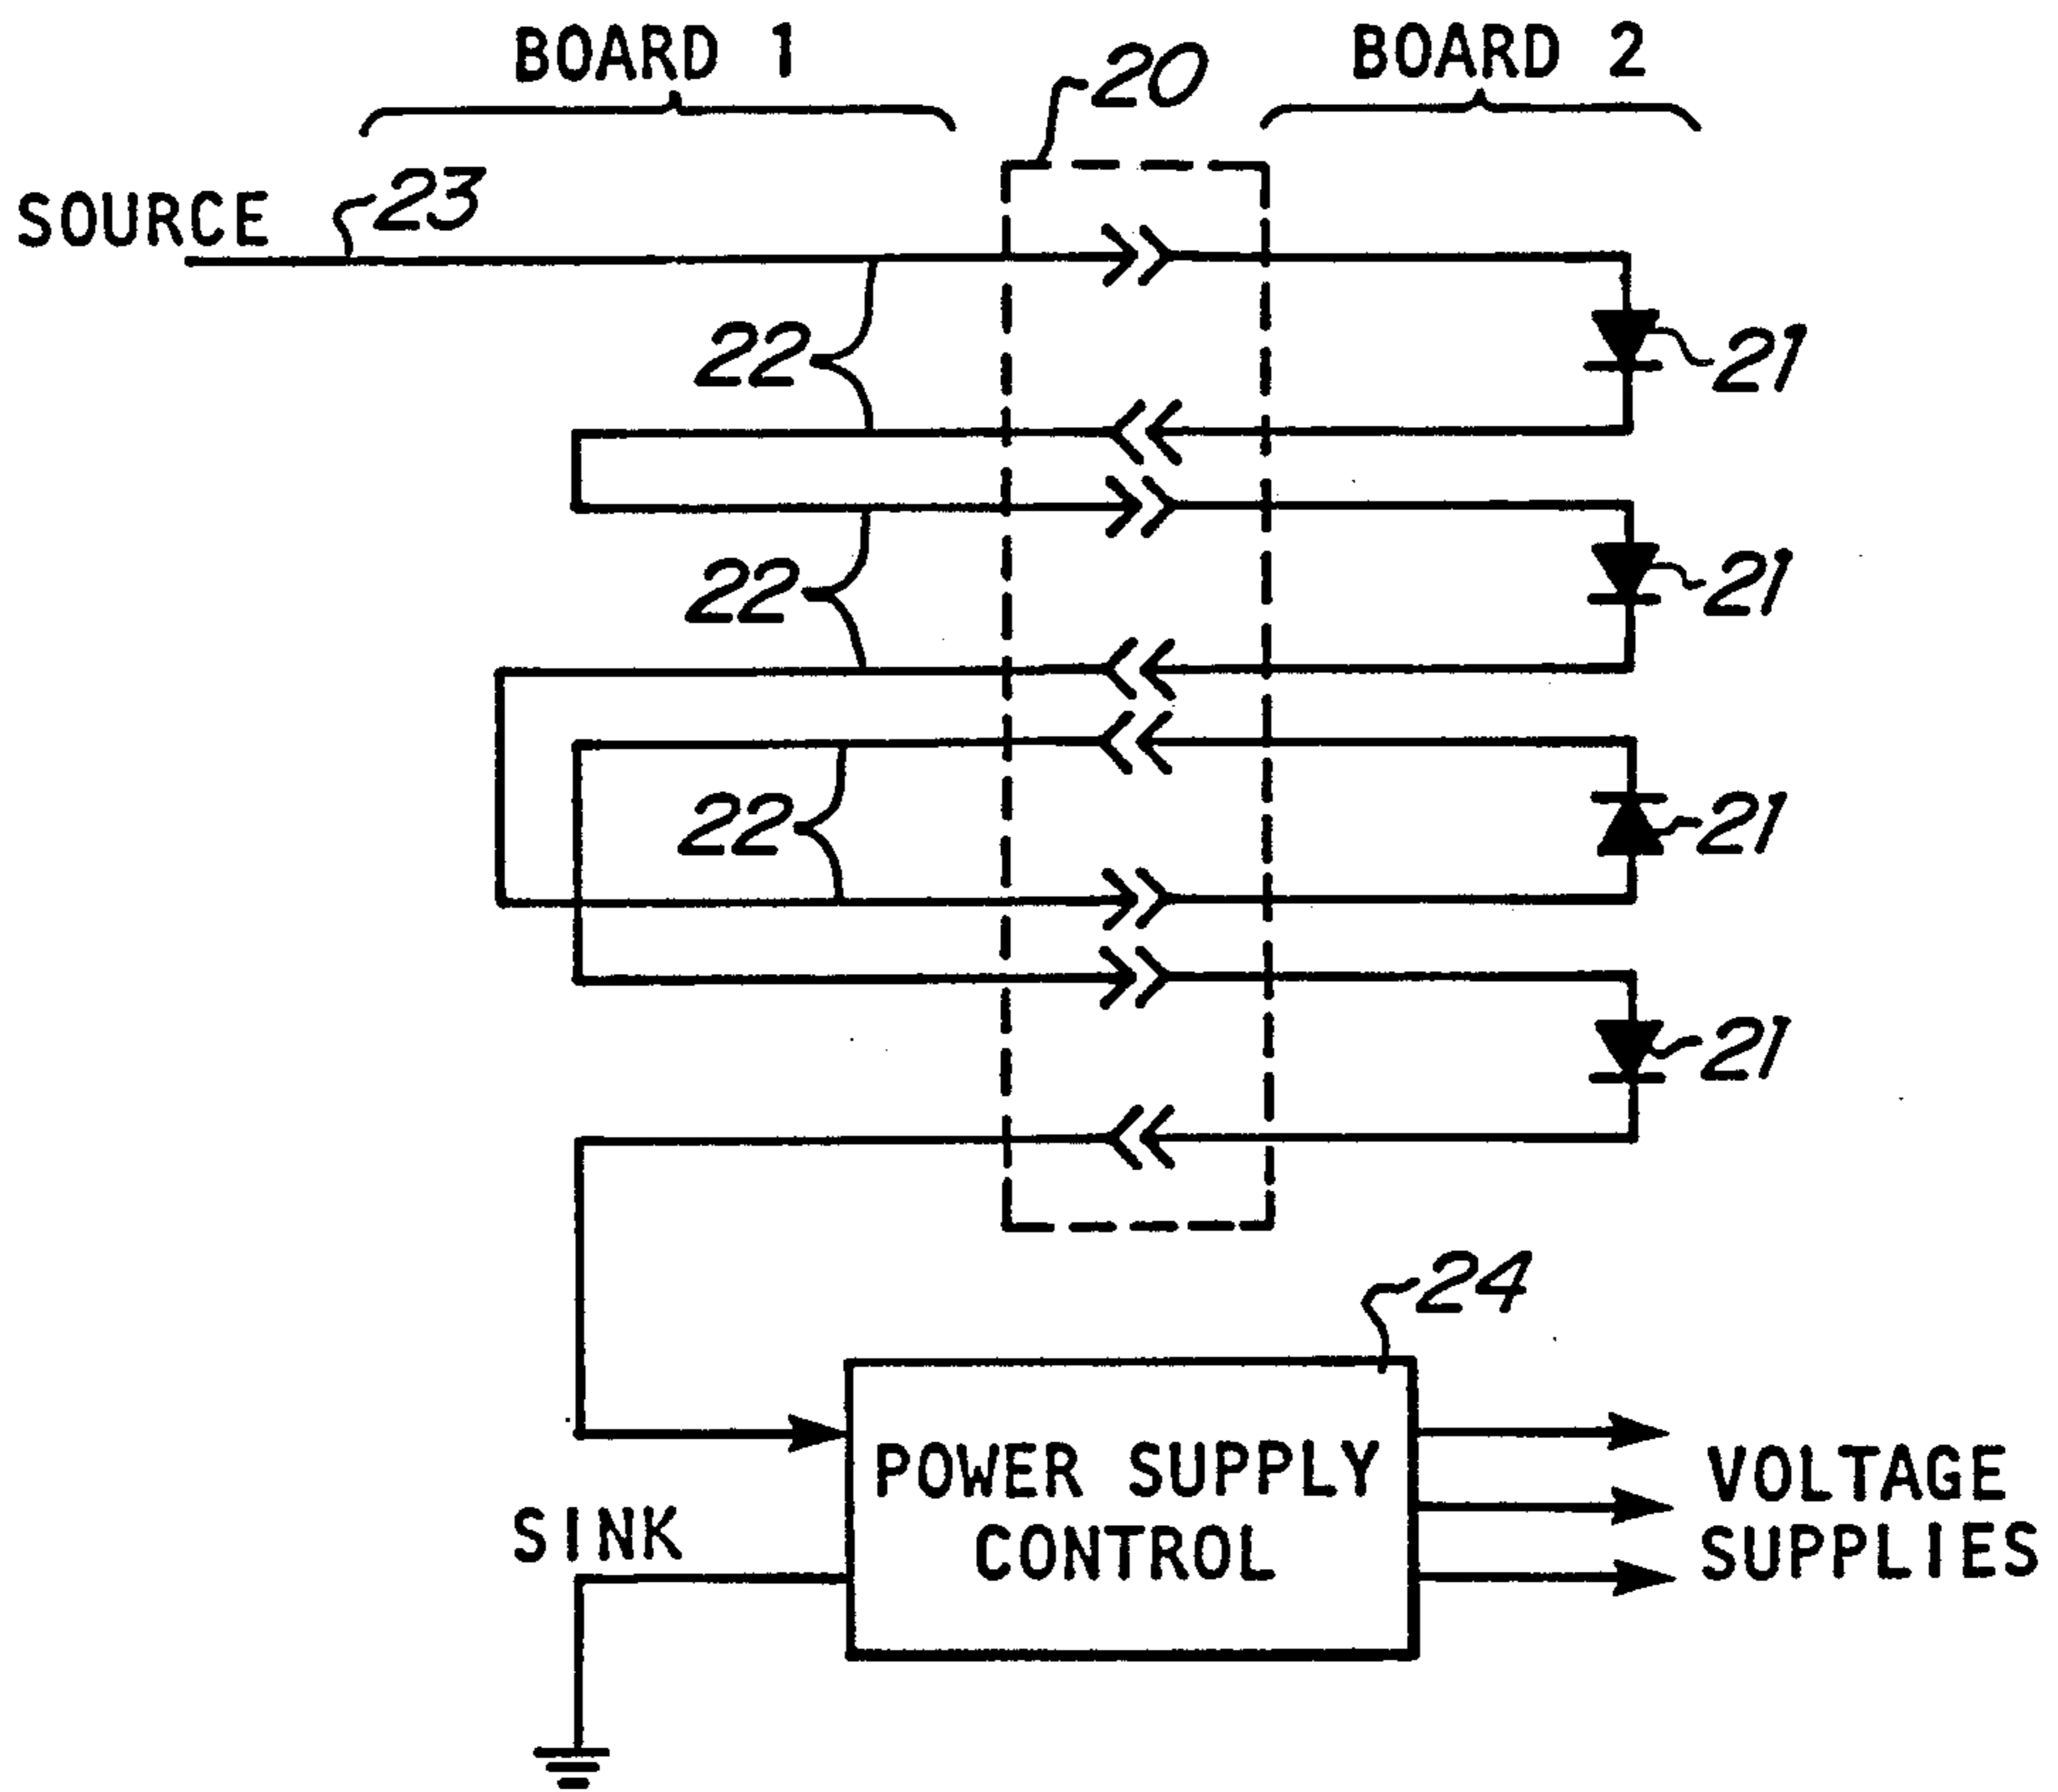 BOARD 1
20
BOARD 2
SOURCE
23
22
21
22
21
22
21
21
24
POWER SUPPLY
CONTROL
SINK
VOLTAGE
SUPPLIES